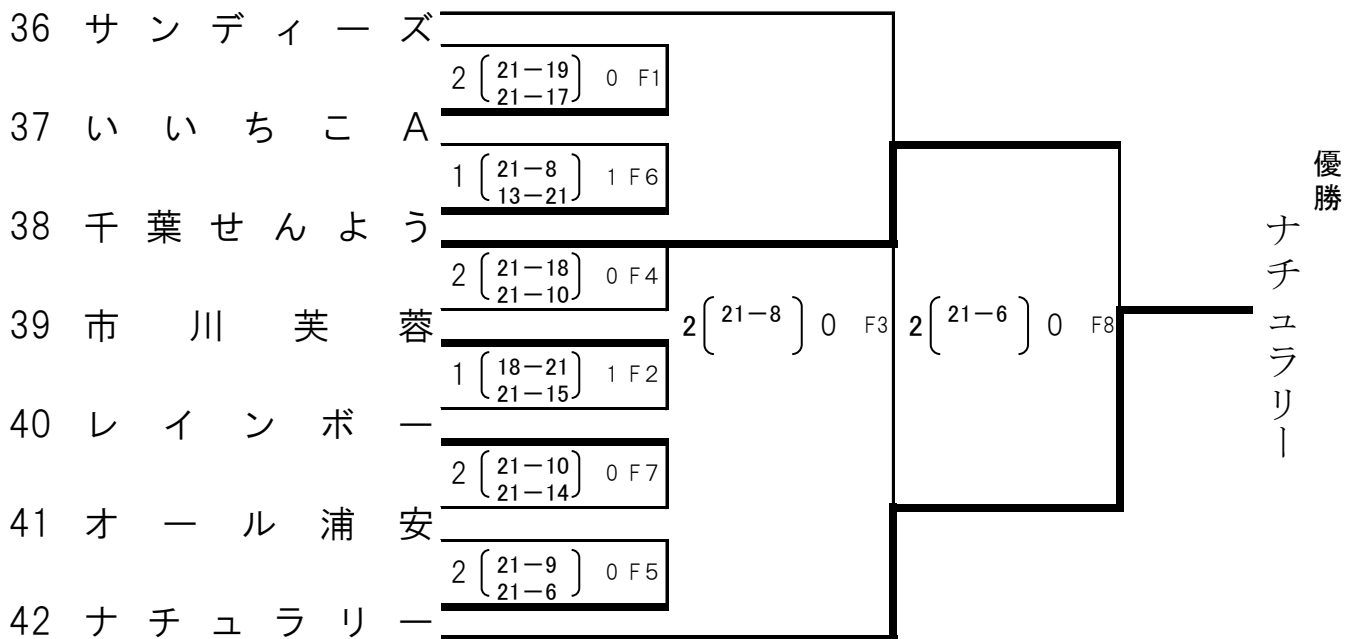 36 サンディーズ
2 21－19 0 F1
21－17
37 いいちこA
1 21－8 1 F6
13－21
38 千葉せんよう
2 21－18 0 F4
21－10
39 市川芙蓉
2 21－8 0 F3
2 21－6 0 F8
1 18－21 1 F2
21－15
40 レインボー
2 21－10 0 F7
21－14
41 オール浦安
2 21－9 0 F5
21－6
42 ナチュラリー
優勝
ナチュラリー